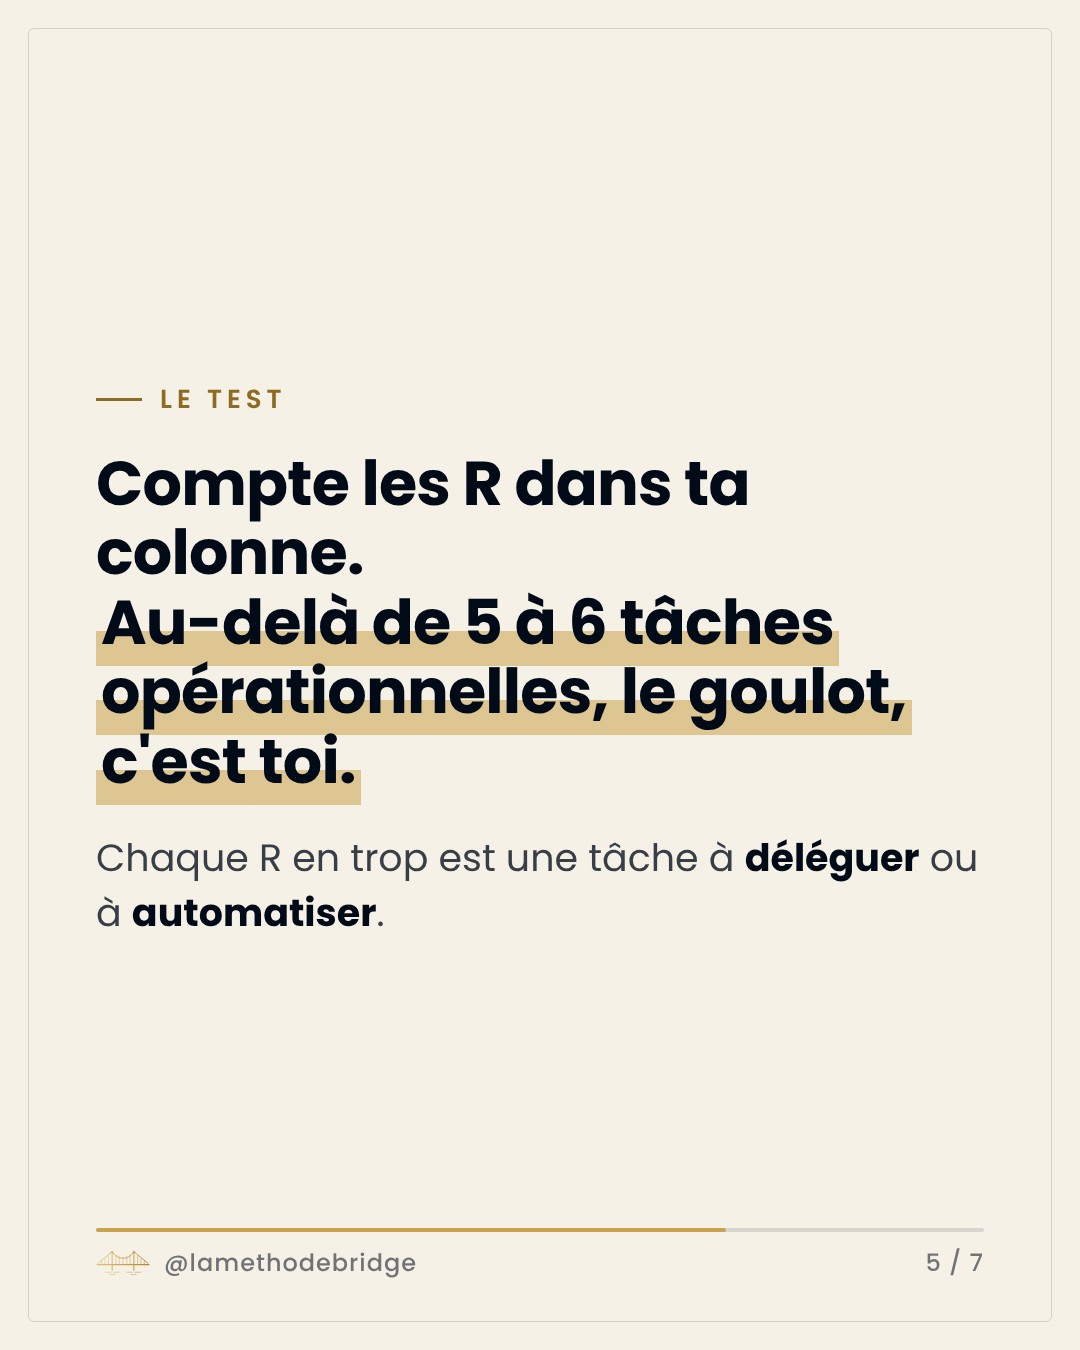 LE TEST
Compte les R dans ta
colonne.
Au-delà de 5 à 6 tâches
opérationnelles, le goulot,
c'est toi.
Chaque R en trop est une tâche à déléguer ou
à automatiser.
@lamethodebridge
5 / 7